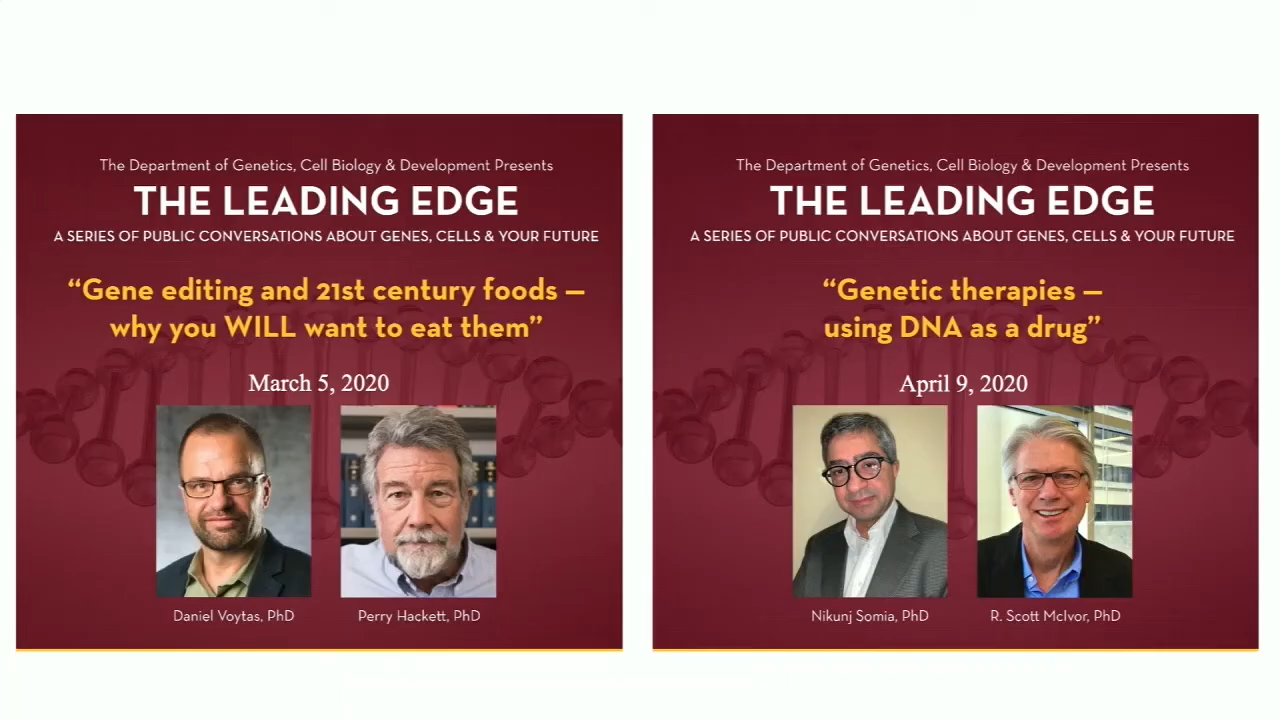 The Department of Genetics, Cell Biology & Development Presents
THE LEADING EDGE
A SERIES OF PUBLIC CONVERSATIONS ABOUT GENES, CELLS & YOUR FUTURE
“Gene editing and 21st century foods —
why you WILL want to eat them”
March 5, 2020
Daniel Voytas, PhD
Perry Hackett, PhD
The Department of Genetics, Cell Biology & Development Presents
THE LEADING EDGE
A SERIES OF PUBLIC CONVERSATIONS ABOUT GENES, CELLS & YOUR FUTURE
“Genetic therapies —
using DNA as a drug”
April 9, 2020
Nikunj Somia, PhD
R. Scott McIvor, PhD